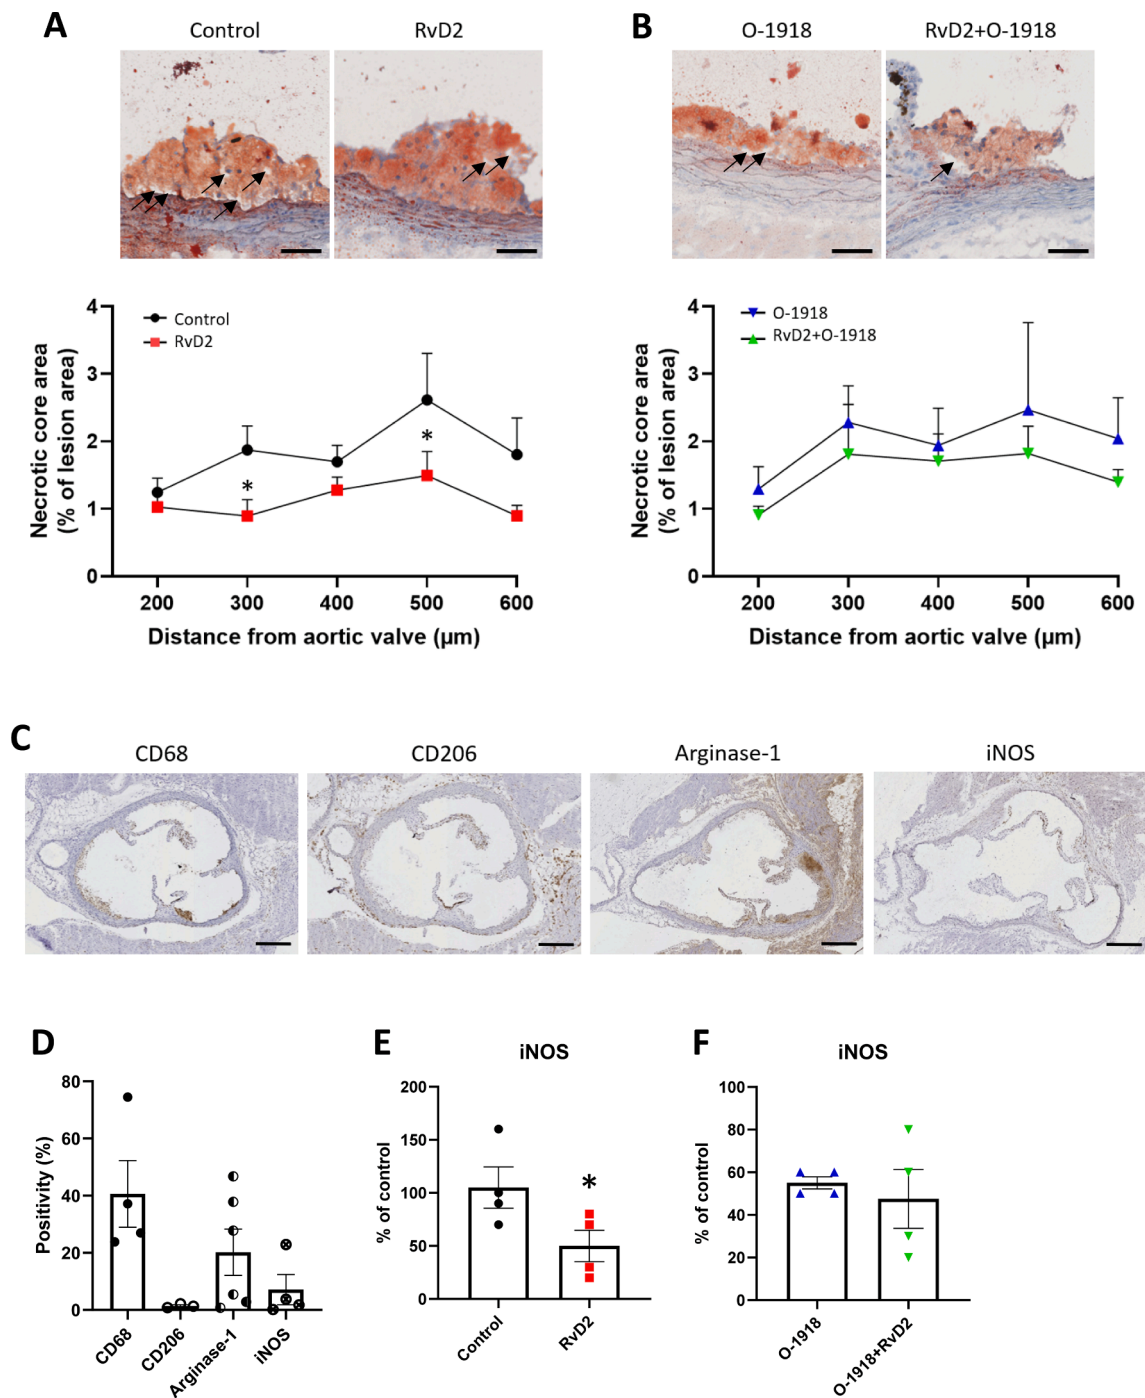 A
Control
RvD2
B
O-1918
RvD2+O-1918
Necrotic core area
(% of lesion area)
4
3
2
1
0
Control
RvD2
*
*
200
300
400
500
600
Distance from aortic valve (µm)
Necrotic core area
(% of lesion area)
4
3
2
1
0
O-1918
RvD2+O-1918
200
300
400
500
600
Distance from aortic valve (µm)
C
CD68
CD206
Arginase-1
iNOS
D
Positivity (%)
80
60
40
20
0
CD68
CD206
Arginase-1
iNOS
E
iNOS
% of control
200
150
100
50
0
*
Control
RvD2
F
iNOS
% of control
100
80
60
40
20
0
O-1918
O-1918+RvD2